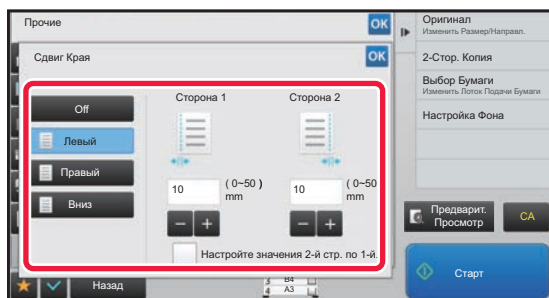 Прочие
OK
Сдвиг Края
OK
Off
Левый
Правый
Вниз
Сторона 1
Сторона 2
10
( 0~50 )
mm
10
( 0~50
mm
Настройте значения 2-й стр. по 1-й.
Назад
B4
A3
Оригинал
Изменить Размер/Направл.
2-Стор. Копия
Выбор Бумаги
Изменить Лоток Подачи Бумаги
Настройка Фона
Предварит.
Просмотр
CA
Старт